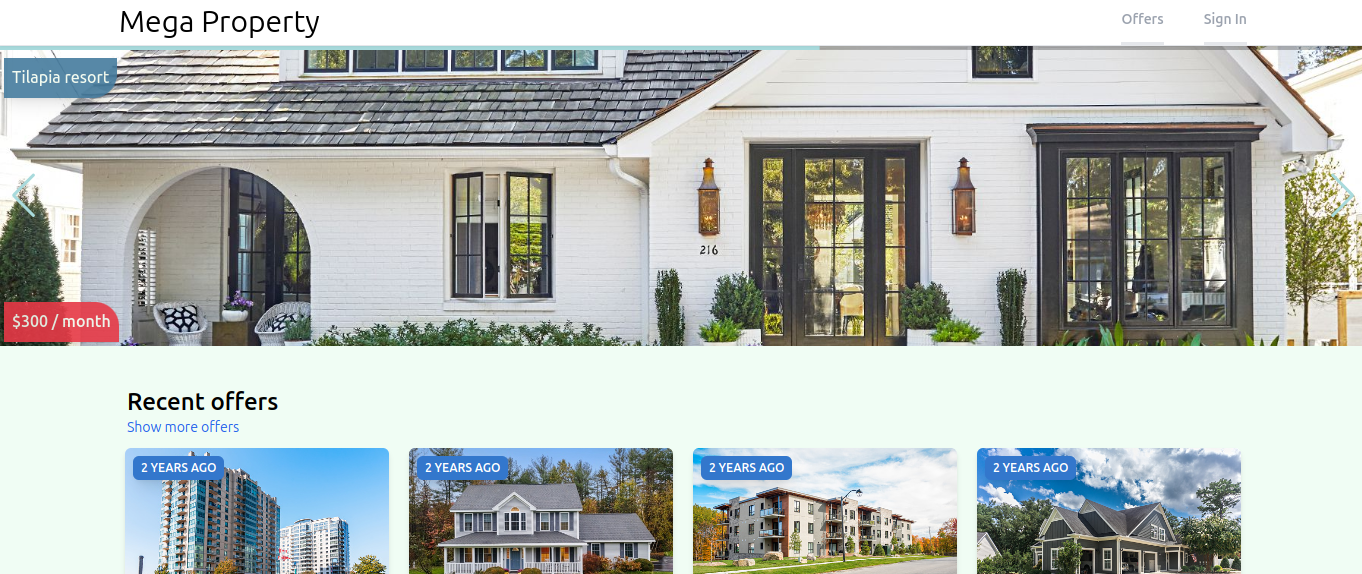 Mega Property
Offers
Sign In
Tilapia resort
216
$300 / month
Recent offers
Show more offers
2 YEARS AGO
2 YEARS AGO
2 YEARS AGO
2 YEARS AGO